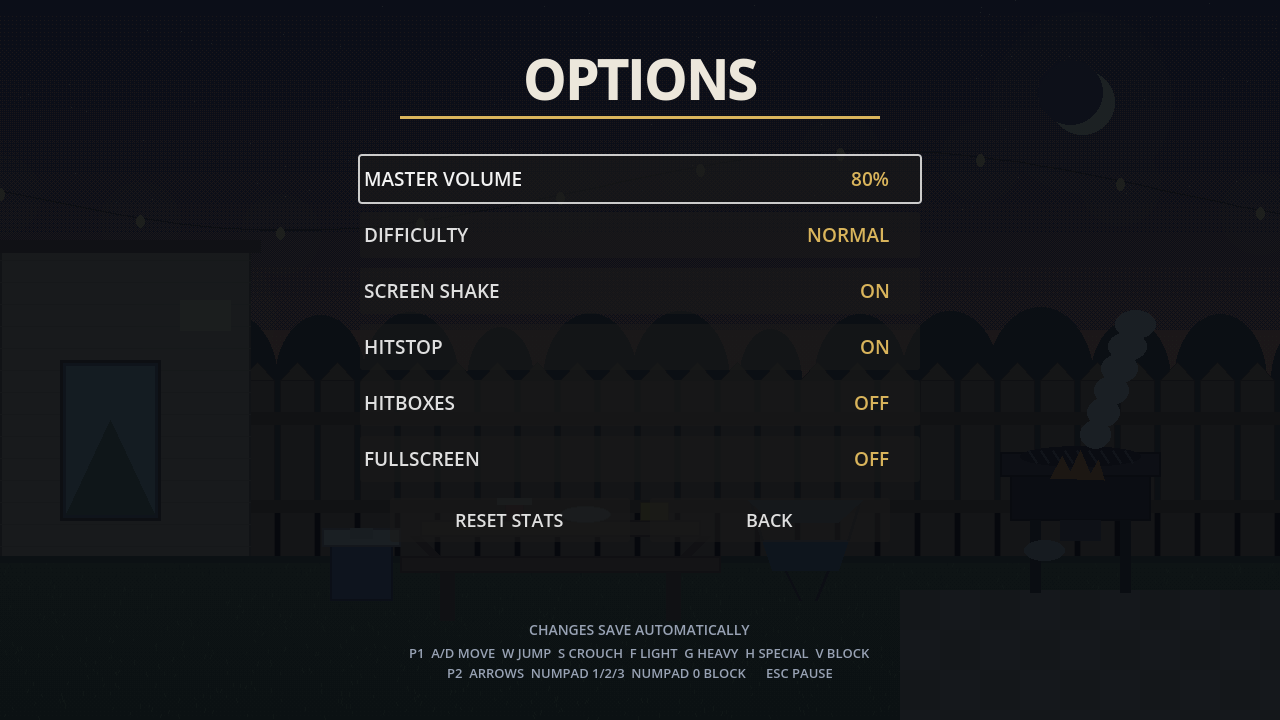 OPTIONS
MASTER VOLUME 80%
DIFFICULTY NORMAL
SCREEN SHAKE ON
HITSTOP ON
HITBOXES OFF
FULLSCREEN OFF
RESET STATS BACK
CHANGES SAVE AUTOMATICALLY
P1 A/D MOVE W JUMP S CROUCH F LIGHT G HEAVY H SPECIAL V BLOCK
P2 ARROWS NUMPAD 1/2/3 NUMPAD 0 BLOCK ESC PAUSE